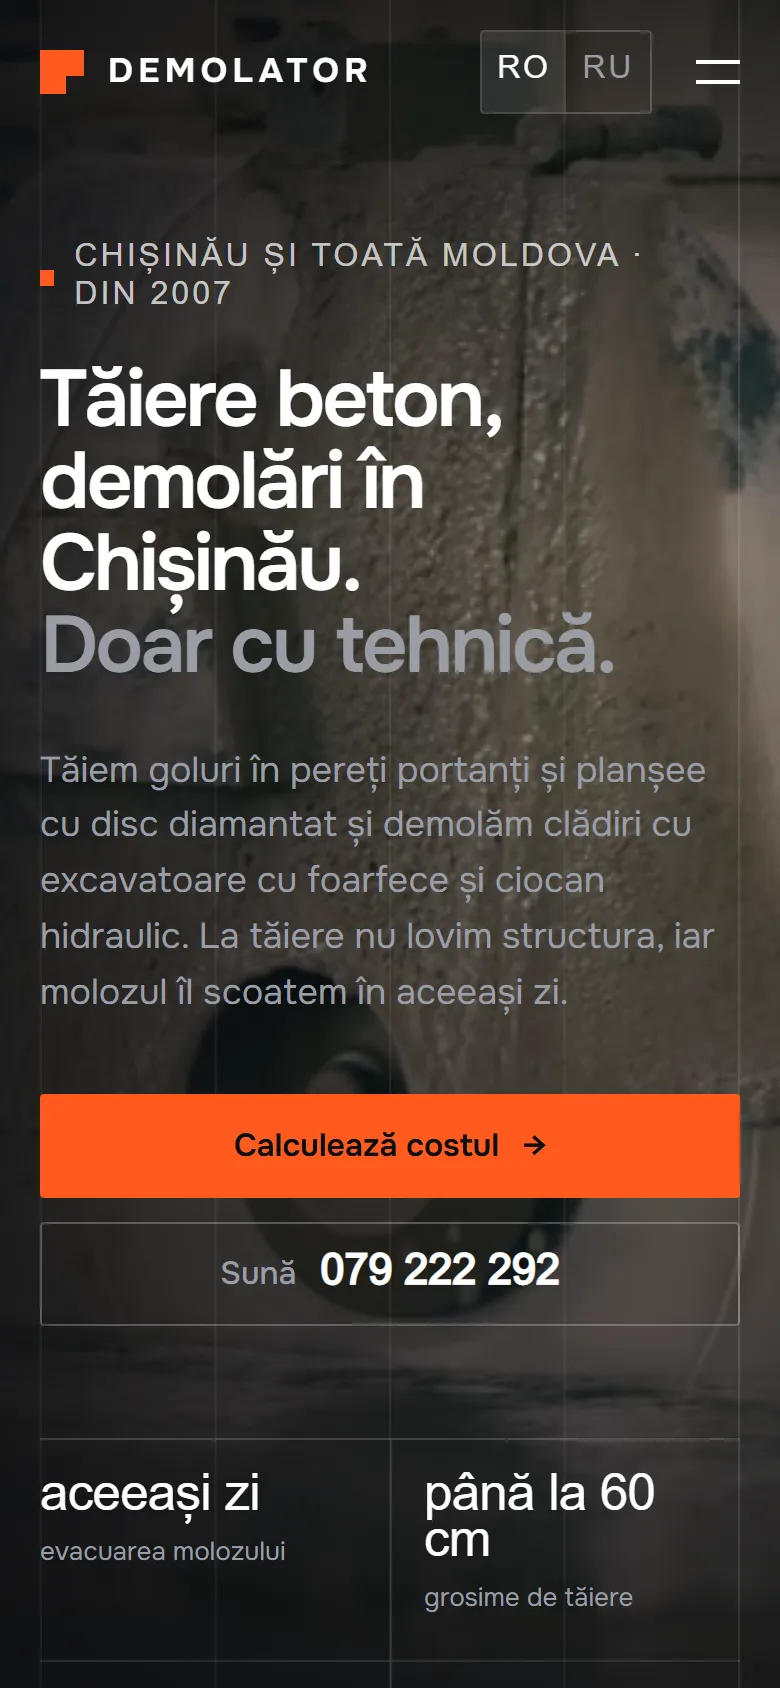 DEMOLATOR
RO RU
CHIȘINĂU ȘI TOATĂ MOLDOVA ·
DIN 2007
Tăiere beton,
demolări în
Chișinău.
Doar cu tehnică.
Tăiem goluri în pereți portanți și planșee
cu disc diamantat și demolăm clădiri cu
excavatoare cu foarfece și ciocan
hidraulic. La tăiere nu lovim structura, iar
molozul îl scoatem în aceeași zi.
Calculează costul →
Sună 079 222 292
aceeași zi
evacuarea molozului
până la 60
cm
grosime de tăiere